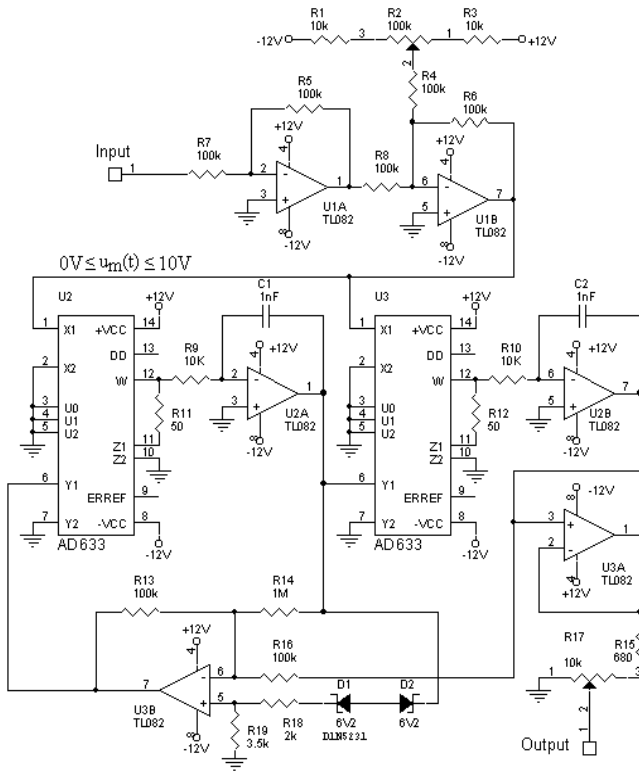 R1
10k
R2
100k
R3
10k
-12V
3
1
+12V
2
R4
100k
R5
100k
R6
100k
+12V
4
R7
100k
Input
1
2
-
3
+
1
R8
100k
+12V
4
6
-
5
+
7
U1A
TL082
8
-12V
U1B
TL082
8
-12V
0V ≤ um(t) ≤ 10V
U2
+12V
C1
1nF
U3
+12V
C2
1nF
1
X1
+VCC
14
DD
13
2
X2
W
12
R9
10K
3
U0
4
U1
5
U2
R11
50
Z1
11
Z2
10
6
Y1
ERREF
9
7
Y2
-VCC
8
-12V
AD633
+12V
4
2
-
3
+
1
U2A
TL082
8
-12V
1
X1
+VCC
14
DD
13
2
X2
W
12
R10
10K
3
U0
4
U1
5
U2
R12
50
Z1
11
Z2
10
6
Y1
ERREF
9
7
Y2
-VCC
8
-12V
AD633
+12V
4
6
-
5
+
7
U2B
TL082
8
-12V
8
-12V
3
+
2
-
1
U3A
TL082
4
+12V
R13
100k
R14
1M
R16
100k
+12V
4
6
-
5
+
7
U3B
TL082
8
-12V
R19
3.5k
R18
2k
D1
6V2
D1N5231
D2
6V2
R17
10k
R15
680
1
3
2
1
Output